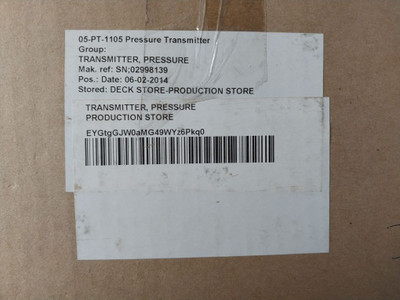 05-PT-1105 Pressure Transmitter
Group:
TRANSMITTER, PRESSURE
Mak. ref: SN;02998139
Pos.: Date: 06-02-2014
Stored: DECK STORE-PRODUCTION STORE
TRANSMITTER, PRESSURE
PRODUCTION STORE
EYGtgGJW0aMG49WYz6Pkq0